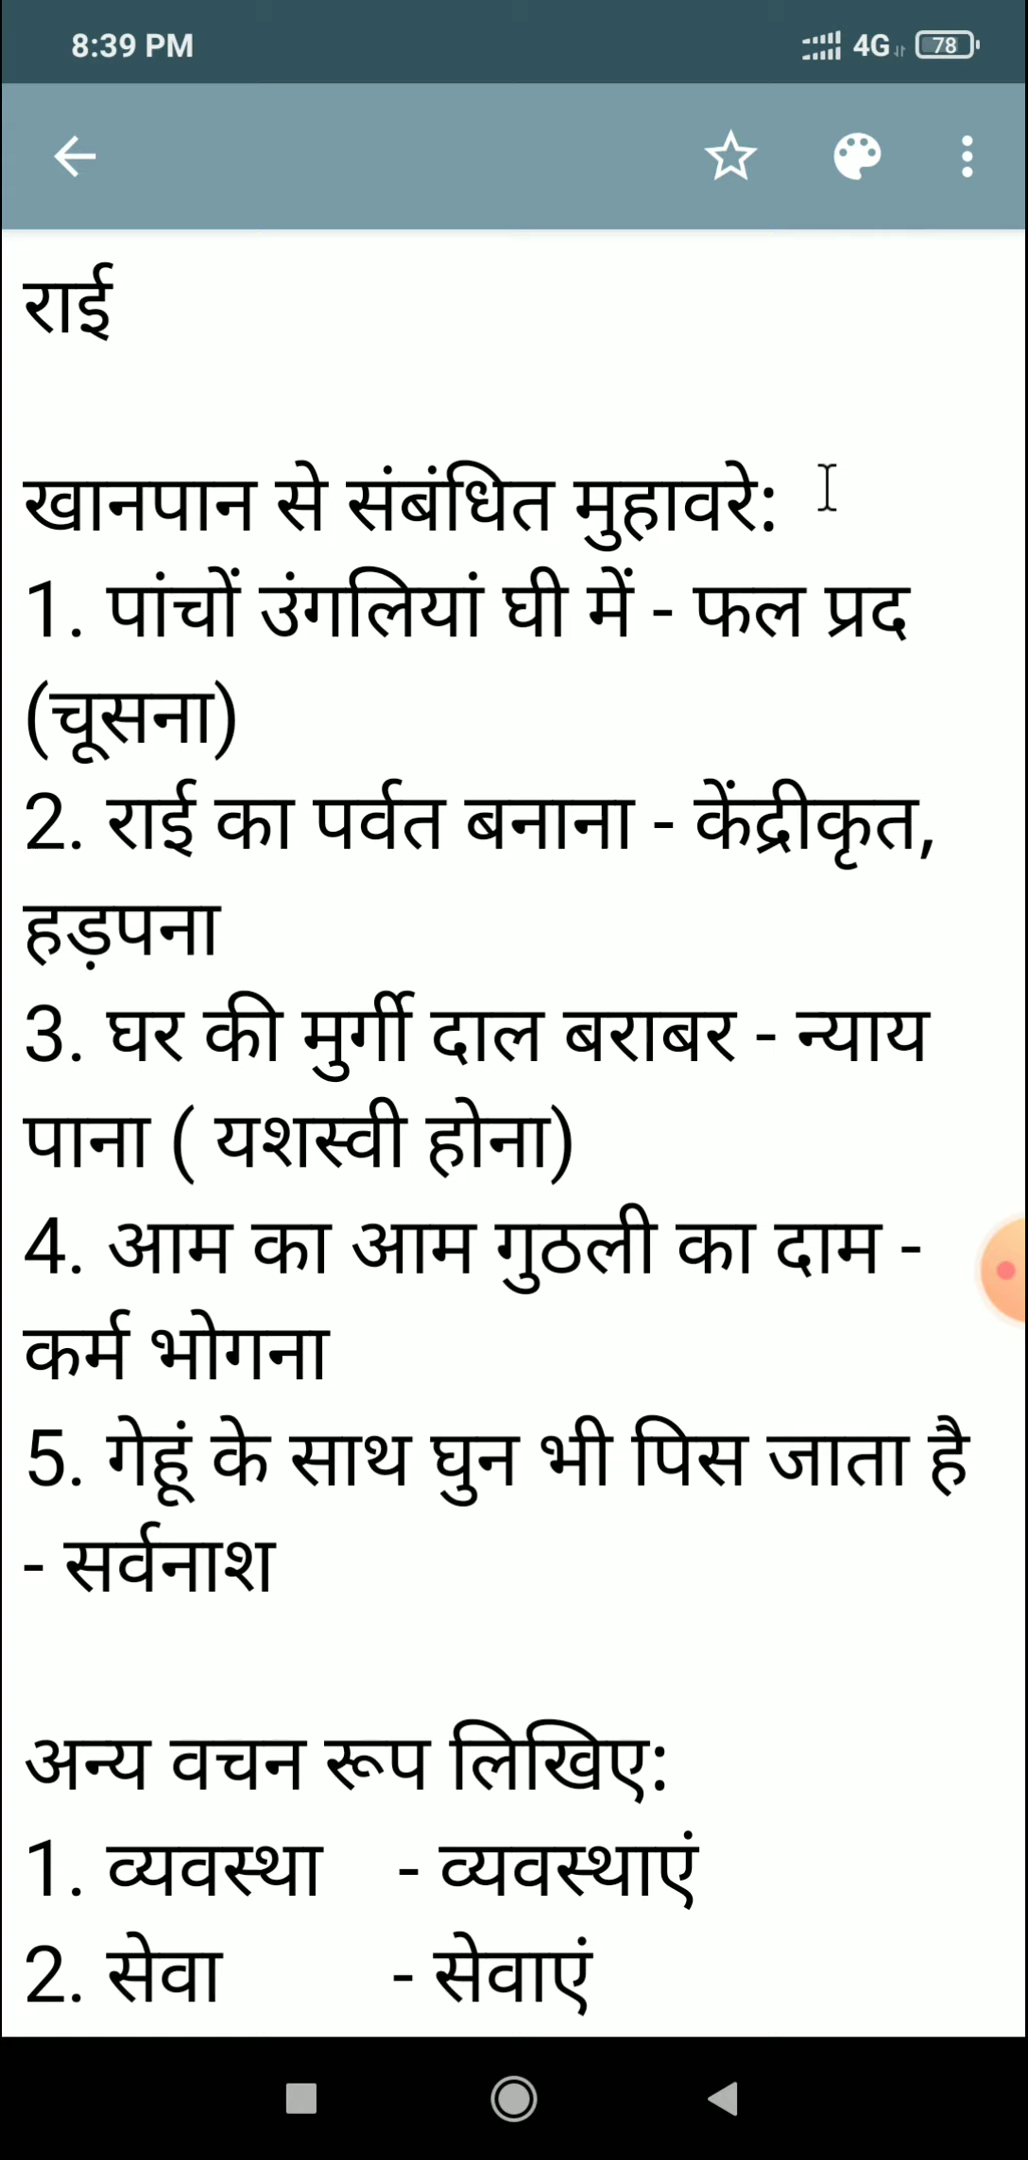 8:39 PM 4G 78
राई
खानपान से संबंधित मुहावरे:
1. पांचों उंगलियां घी में - फल प्रद
(चूसना)
2. राई का पर्वत बनाना - केंद्रीकृत,
हड़पना
3. घर की मुर्गी दाल बराबर - न्याय
पाना ( यशस्वी होना)
4. आम का आम गुठली का दाम -
कर्म भोगना
5. गेहूं के साथ घुन भी पिस जाता है
- सर्वनाश
अन्य वचन रूप लिखिए:
1. व्यवस्था - व्यवस्थाएं
2. सेवा - सेवाएं